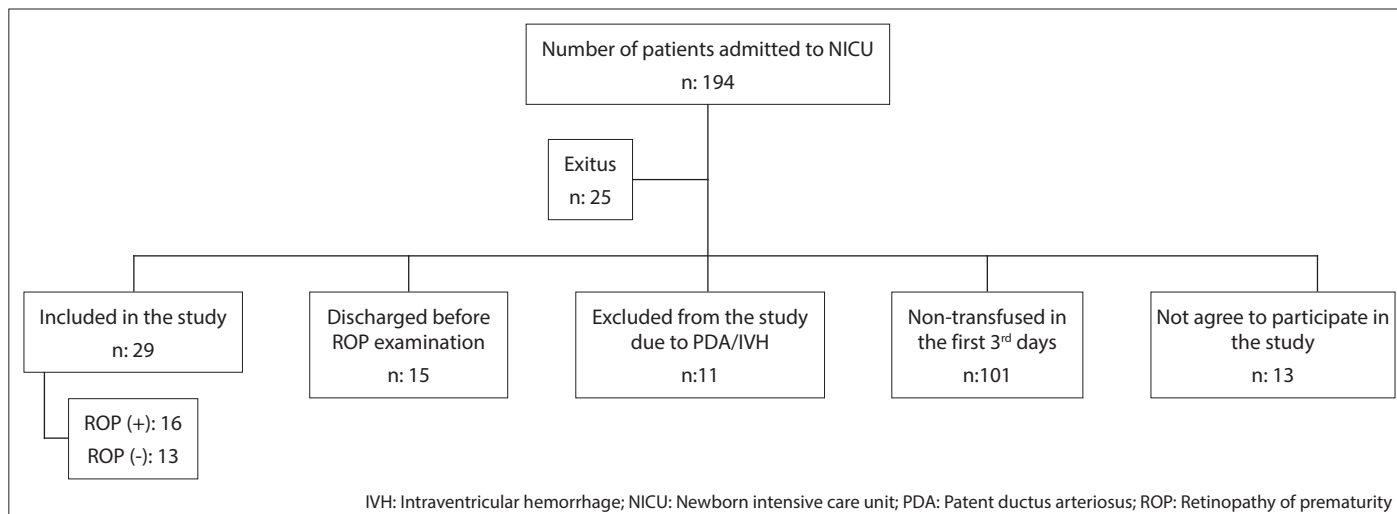 Number of patients admitted to NICU
n: 194
Exitus
n: 25
Included in the study
n: 29
Discharged before
ROP examination
n: 15
Excluded from the study
due to PDA/IVH
n:11
Non-transfused in
the first 3rd days
n:101
Not agree to participate in
the study
n: 13
ROP (+): 16
ROP (-): 13
IVH: Intraventricular hemorrhage; NICU: Newborn intensive care unit; PDA: Patent ductus arteriosus; ROP: Retinopathy of prematurity